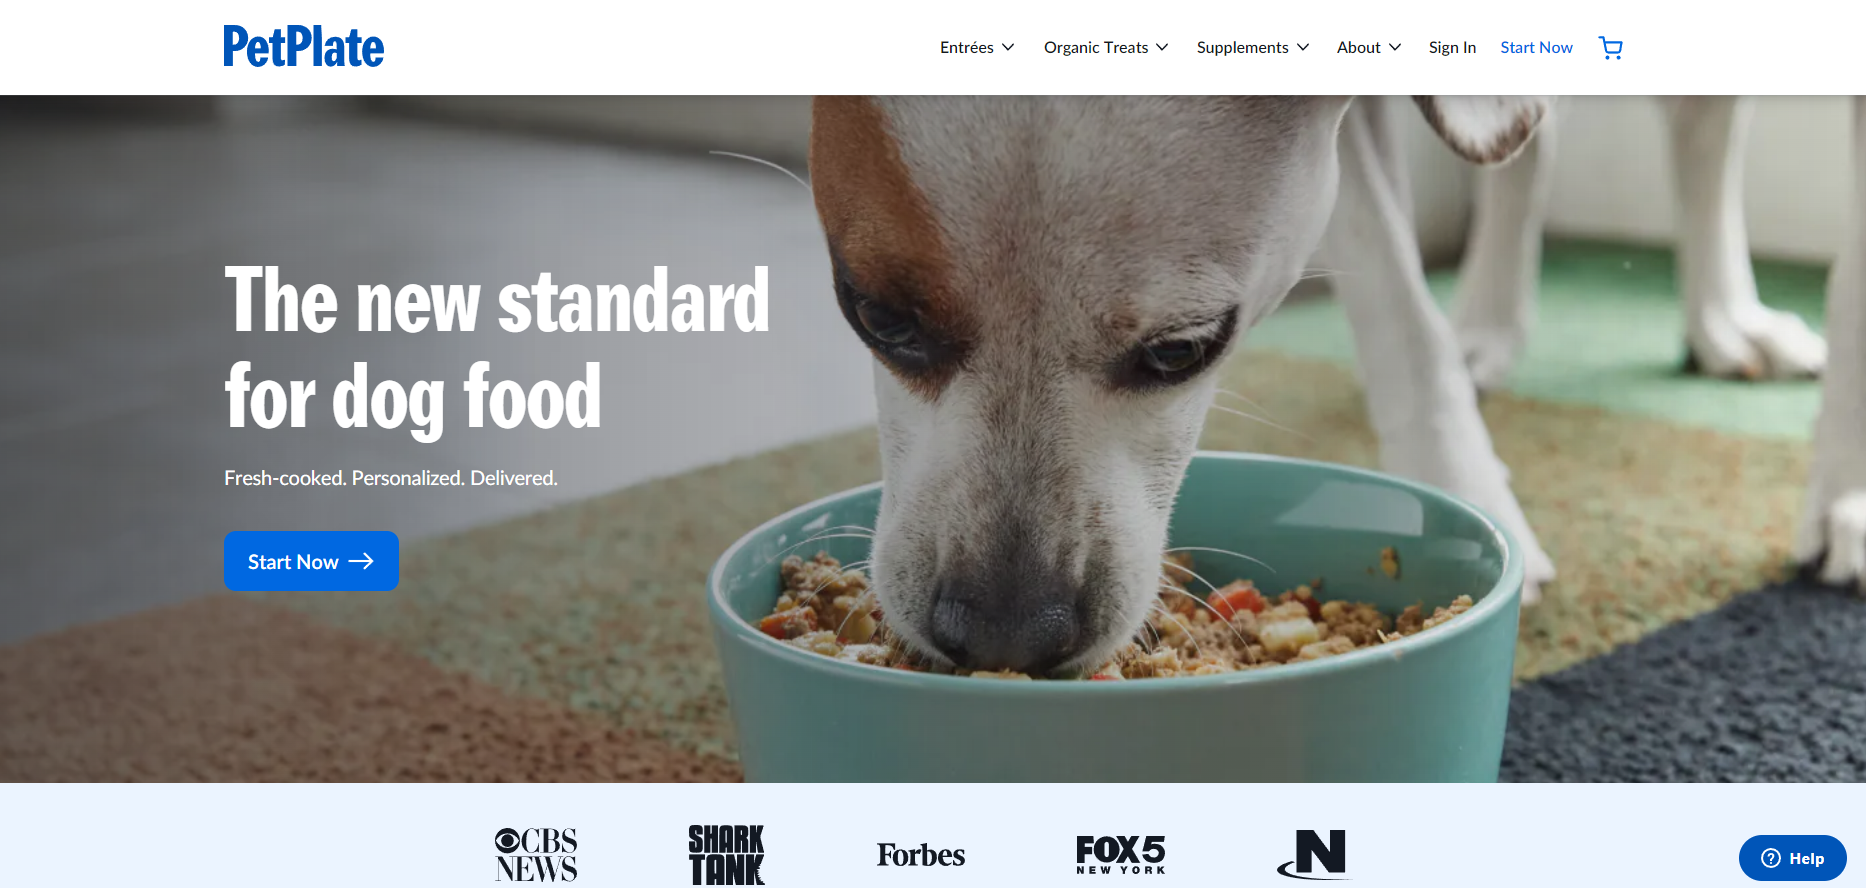 PetPlate
Entrées
Organic Treats
Supplements
About
Sign In
Start Now
The new standard
for dog food
Fresh-cooked. Personalized. Delivered.
Start Now
CBS
NEWS
SHARK
TANK
Forbes
FOX 5
NEW YORK
N
Help